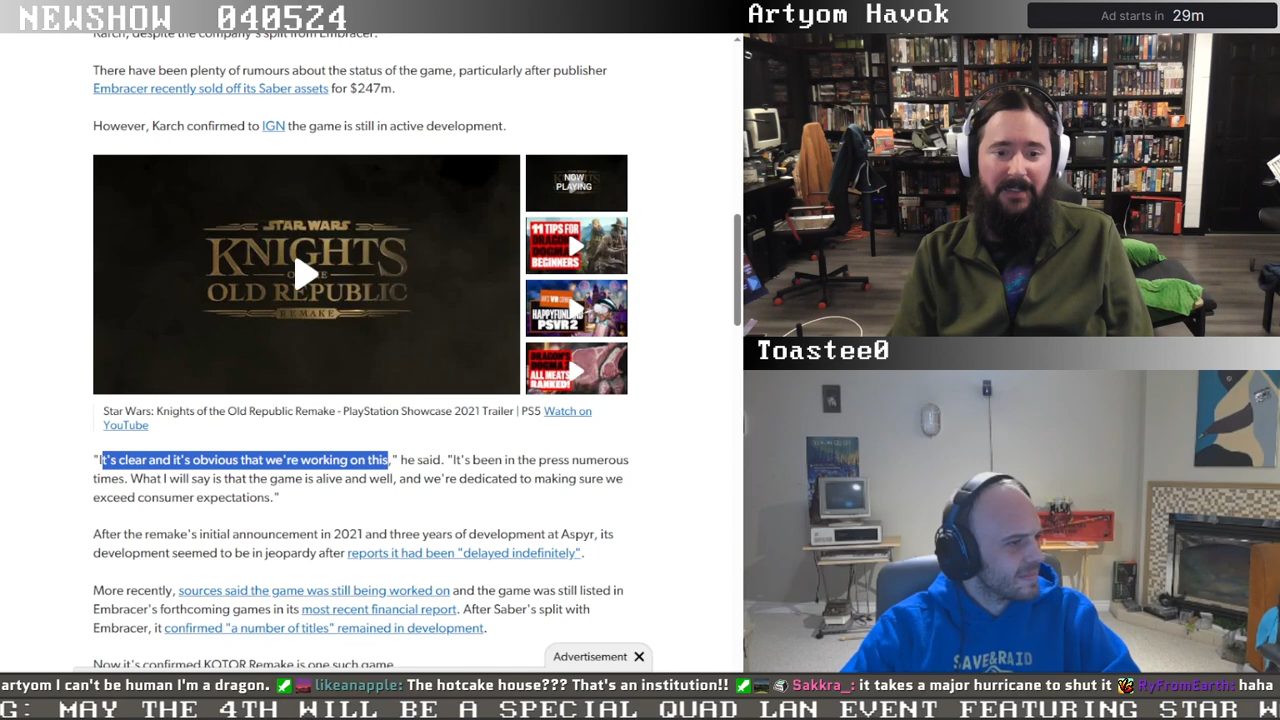 NEWSHOW 040524
Artyom Havok
Ad starts in 29m
Karch, despite the company's split from Embracer.
There have been plenty of rumours about the status of the game, particularly after publisher
Embracer recently sold off its Saber assets for $247m.
However, Karch confirmed to IGN the game is still in active development.
STAR WARS
KNIGHTS
OF THE
OLD REPUBLIC
REMAKE
NOW
PLAYING
11 TIPS FOR
DRAGON'S
DOGMA
BEGINNERS
HAPPYFUNLAND
PSVR2
DRAGON'S
DOGMA
ALL MEATS
RANKED!
Star Wars: Knights of the Old Republic Remake - PlayStation Showcase 2021 Trailer | PS5 Watch on
YouTube
Toastee0
"It's clear and it's obvious that we're working on this," he said. "It's been in the press numerous
times. What I will say is that the game is alive and well, and we're dedicated to making sure we
exceed consumer expectations."
After the remake's initial announcement in 2021 and three years of development at Aspyr, its
development seemed to be in jeopardy after reports it had been "delayed indefinitely".
More recently, sources said the game was still being worked on and the game was still listed in
Embracer's forthcoming games in its most recent financial report. After Saber's split with
Embracer, it confirmed "a number of titles" remained in development.
Now it's confirmed KOTOR Remake is one such game.
Advertisement
SAVE&RAID
artyom I can't be human I'm a dragon. likeanapple: The horaké house??? That's an institution!! Sakkra_: it takes a major hurricane to shut it RyFromEarth: haha
G: MAY THE 4TH WILL BE A SPECIAL QUAD LAN EVENT FEATURING STAR W